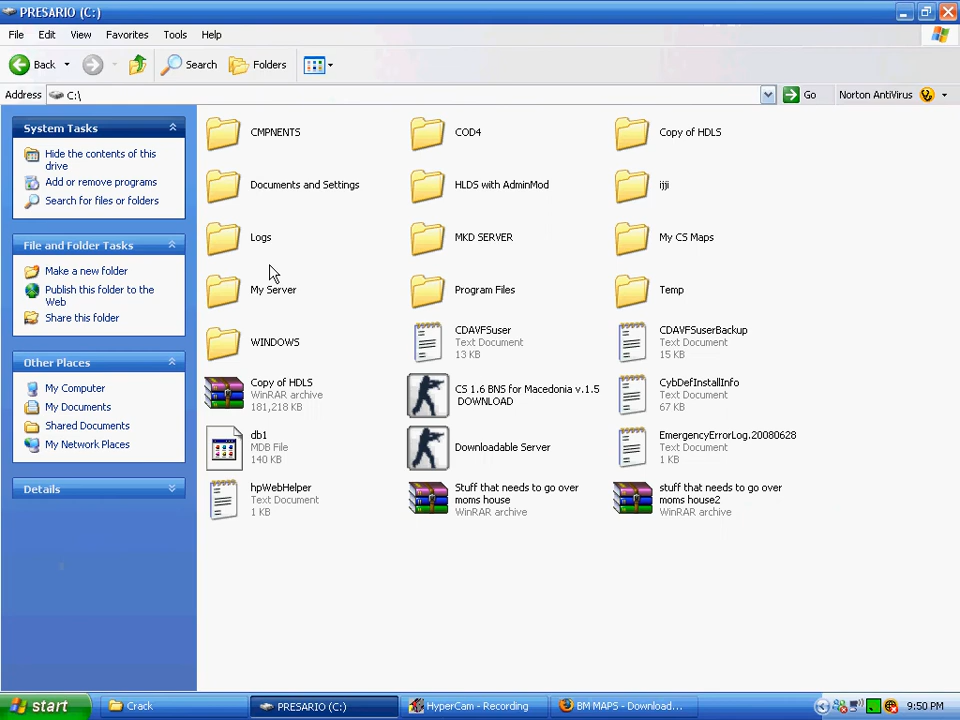 PRESARIO (C:)
File Edit View Favorites Tools Help
Back Search Folders
Address C:\ Go Norton AntiVirus
System Tasks
Hide the contents of this
drive
Add or remove programs
Search for files or folders
File and Folder Tasks
Make a new folder
Publish this folder to the
Web
Share this folder
Other Places
My Computer
My Documents
Shared Documents
My Network Places
Details
CMPNENTS
COD4
Copy of HDLS
Documents and Settings
HLDS with AdminMod
ijji
Logs
MKD SERVER
My CS Maps
My Server
Program Files
Temp
WINDOWS
CDAVFSuser
Text Document
13 KB
CDAVFSuserBackup
Text Document
15 KB
Copy of HDLS
WinRAR archive
181,218 KB
CS 1.6 BNS for Macedonia v.1.5
DOWNLOAD
CybDefInstallInfo
Text Document
67 KB
db1
MDB File
140 KB
Downloadable Server
EmergencyErrorLog.20080628
Text Document
1 KB
hpWebHelper
Text Document
1 KB
Stuff that needs to go over
moms house
WinRAR archive
stuff that needs to go over
moms house2
WinRAR archive
start Crack PRESARIO (C:) HyperCam - Recording BM MAPS - Download... 9:50 PM